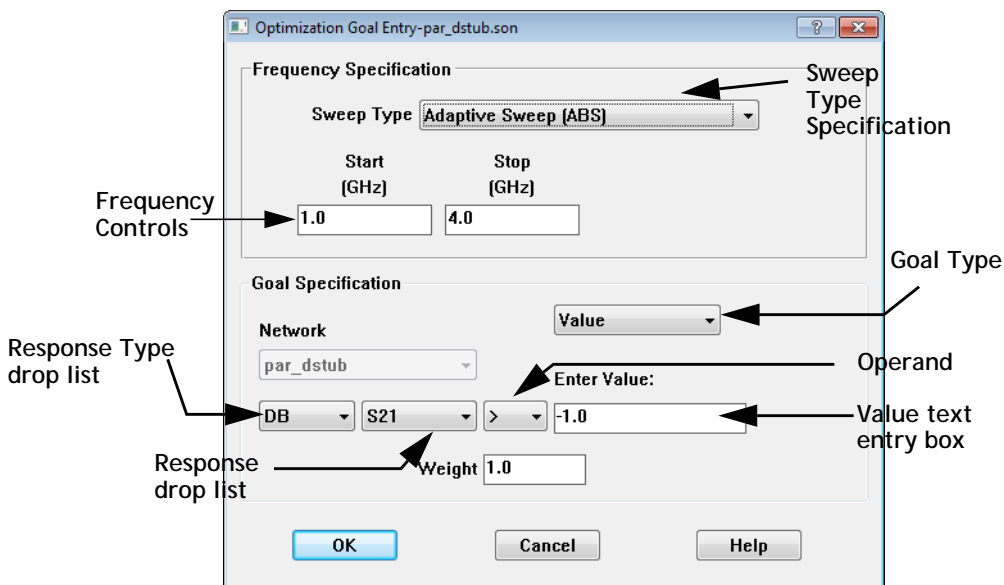 Optimization Goal Entry-par_dstub.son
Frequency Specification
Sweep
Type
Specification
Sweep Type Adaptive Sweep (ABS)
Start
(GHz)
Stop
(GHz)
Frequency
Controls
1.0
4.0
Goal Type
Goal Specification
Value
Network
Response Type
drop list
par_dstub
Operand
Enter Value:
DB
S21
>
-1.0
Value text
entry box
Response
drop list
Weight 1.0
OK
Cancel
Help